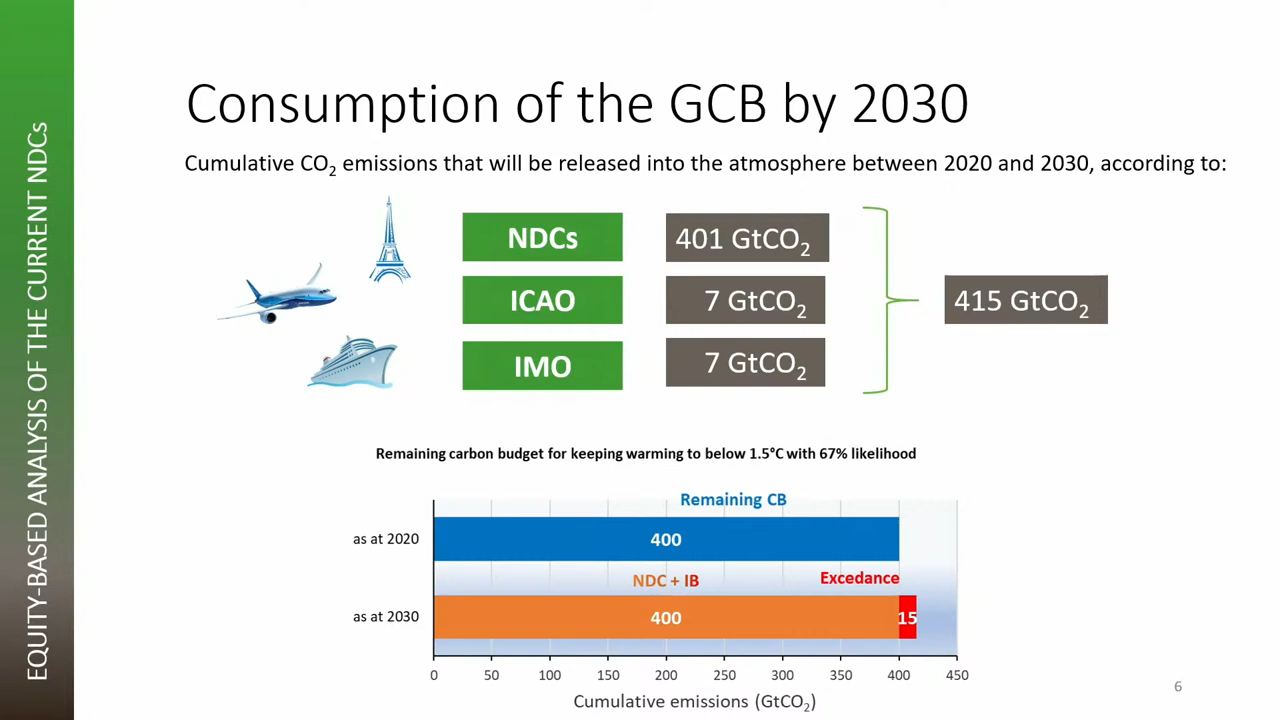 EQUITY-BASED ANALYSIS OF THE CURRENT NDCs
Consumption of the GCB by 2030
Cumulative CO₂ emissions that will be released into the atmosphere between 2020 and 2030, according to:
NDCs 401 GtCO₂
ICAO 7 GtCO₂ 415 GtCO₂
IMO 7 GtCO₂
Remaining carbon budget for keeping warming to below 1.5°C with 67% likelihood
Remaining CB
as at 2020 400
NDC + IB Excedance
as at 2030 400 15
0 50 100 150 200 250 300 350 400 450
Cumulative emissions (GtCO₂)
6